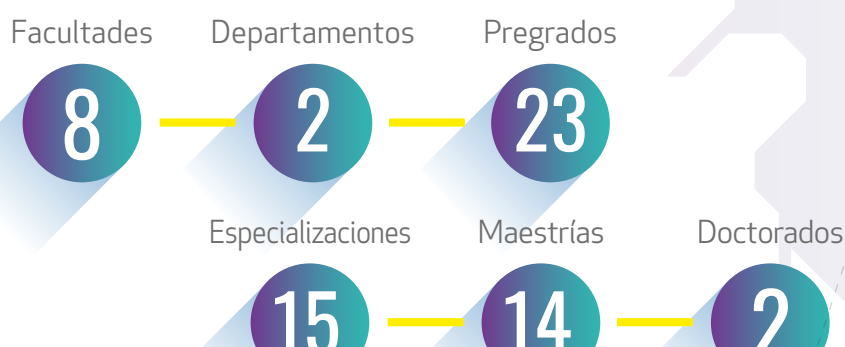 Facultades Departamentos Pregrados
8 2 23
Especializaciones Maestrías Doctorados
15 14 2